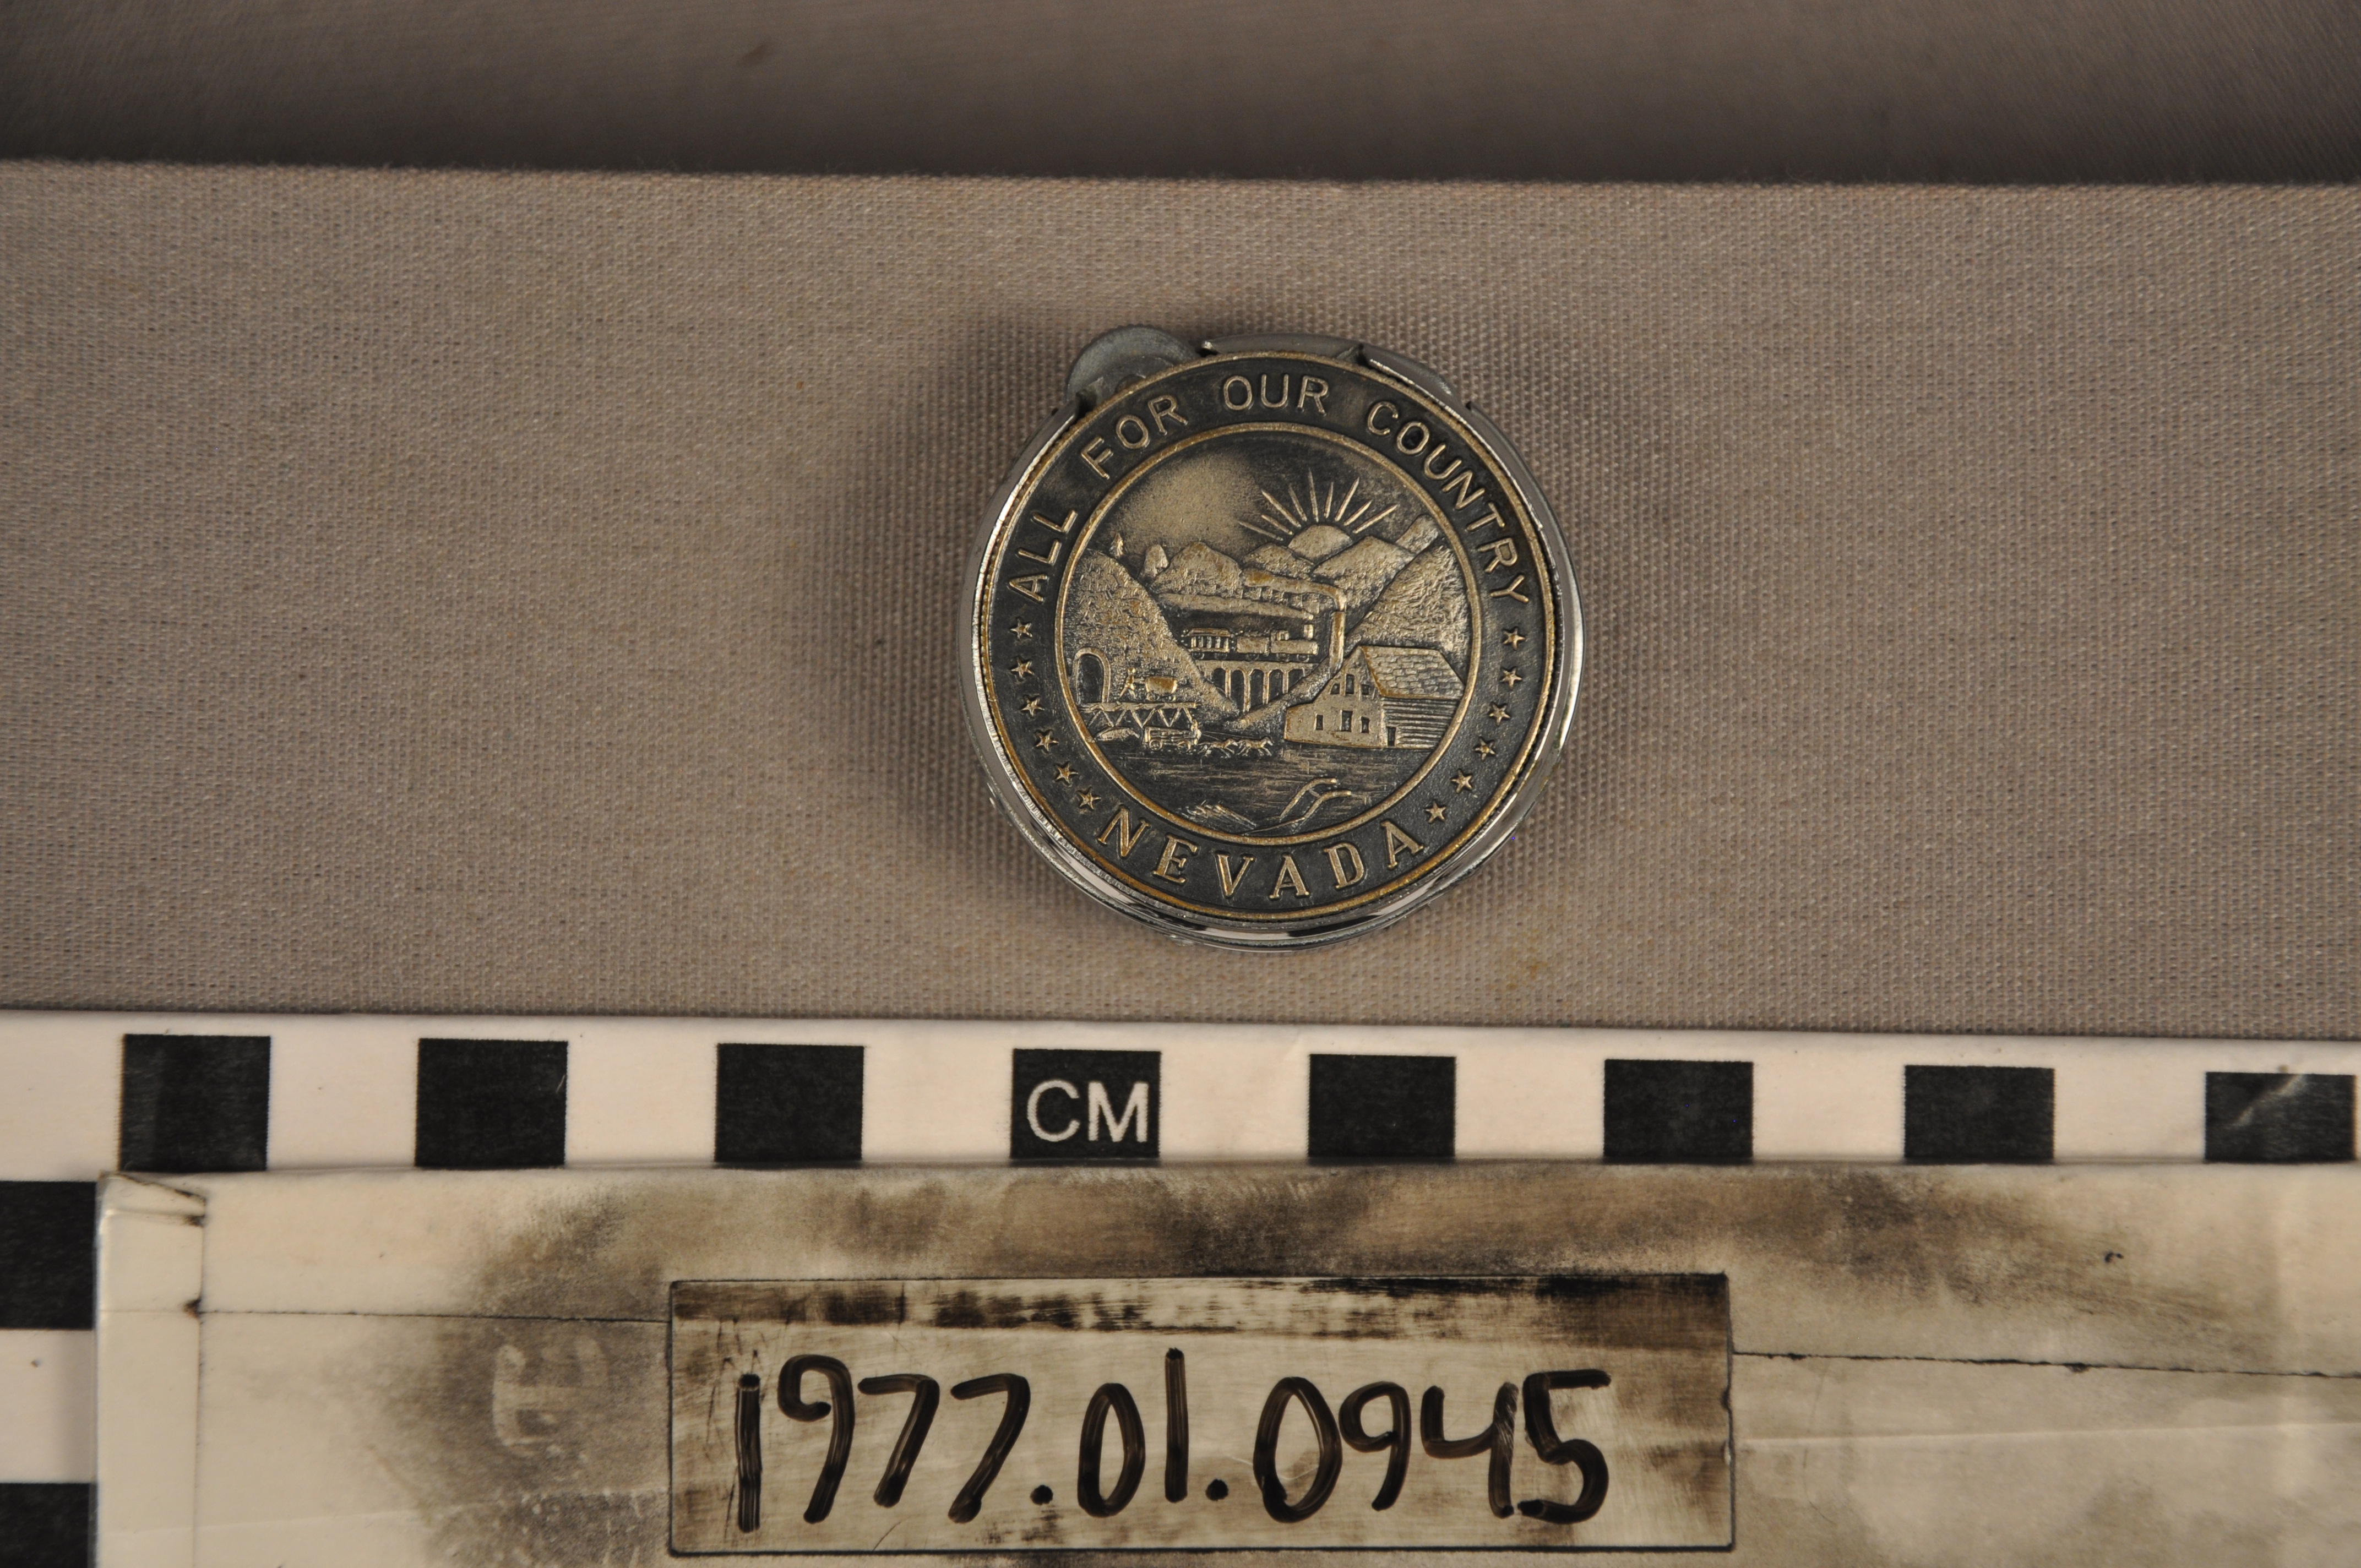 ALL FOR OUR COUNTRY
NEVADA
CM
1977.01.0945